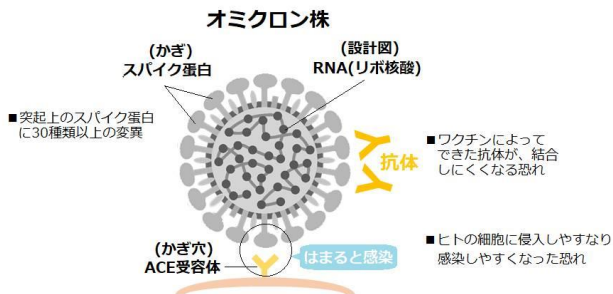 オミクロン株
(かぎ)
スパイク蛋白
(設計図)
RNA(リボ核酸)
■突起上のスパイク蛋白
に30種類以上の変異
抗体
■ワクチンによって
できた抗体が、結合
しにくくなる恐れ
(かぎ穴)
ACE受容体
はまると感染
■ヒトの細胞に侵入しやすなり
感染しやすくなった恐れ